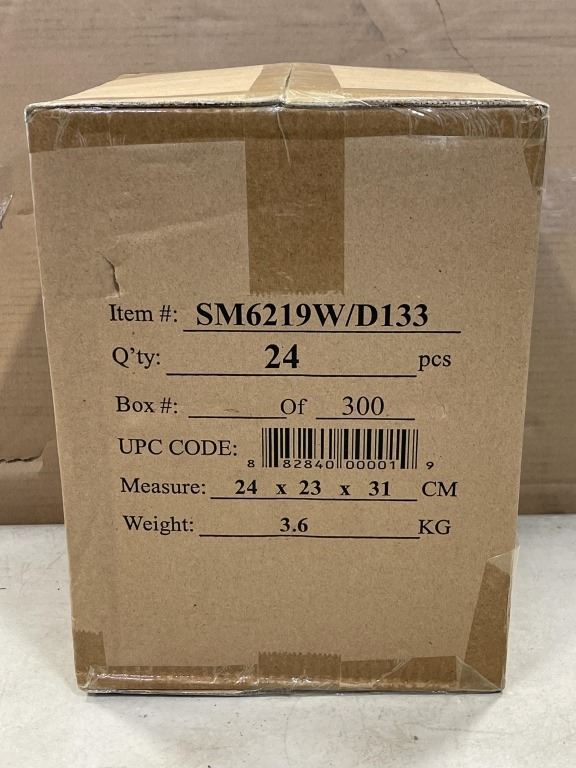 Item #: SM6219W/D133
Q'ty: 24 pcs
Box #: Of 300
UPC CODE: 8 82840 00001 9
Measure: 24 x 23 x 31 CM
Weight: 3.6 KG